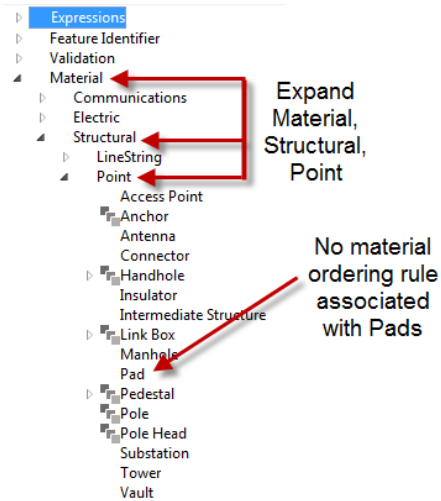 Expressions
Feature Identifier
Validation
Material
Communications
Electric
Structural
LineString
Point
Access Point
Anchor
Antenna
Connector
Handhole
Insulator
Intermediate Structure
Link Box
Manhole
Pad
Pedestal
Pole
Pole Head
Substation
Tower
Vault
Expand
Material,
Structural,
Point
No material
ordering rule
associated
with Pads